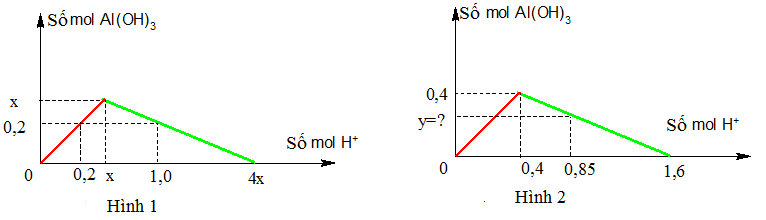 Số mol Al(OH)3
x
0,2
0
0,2
x
1,0
4x
Số mol H+
Hình 1
Số mol Al(OH)3
0,4
y=?
0
0,4
0,85
1,6
Số mol H+
Hình 2